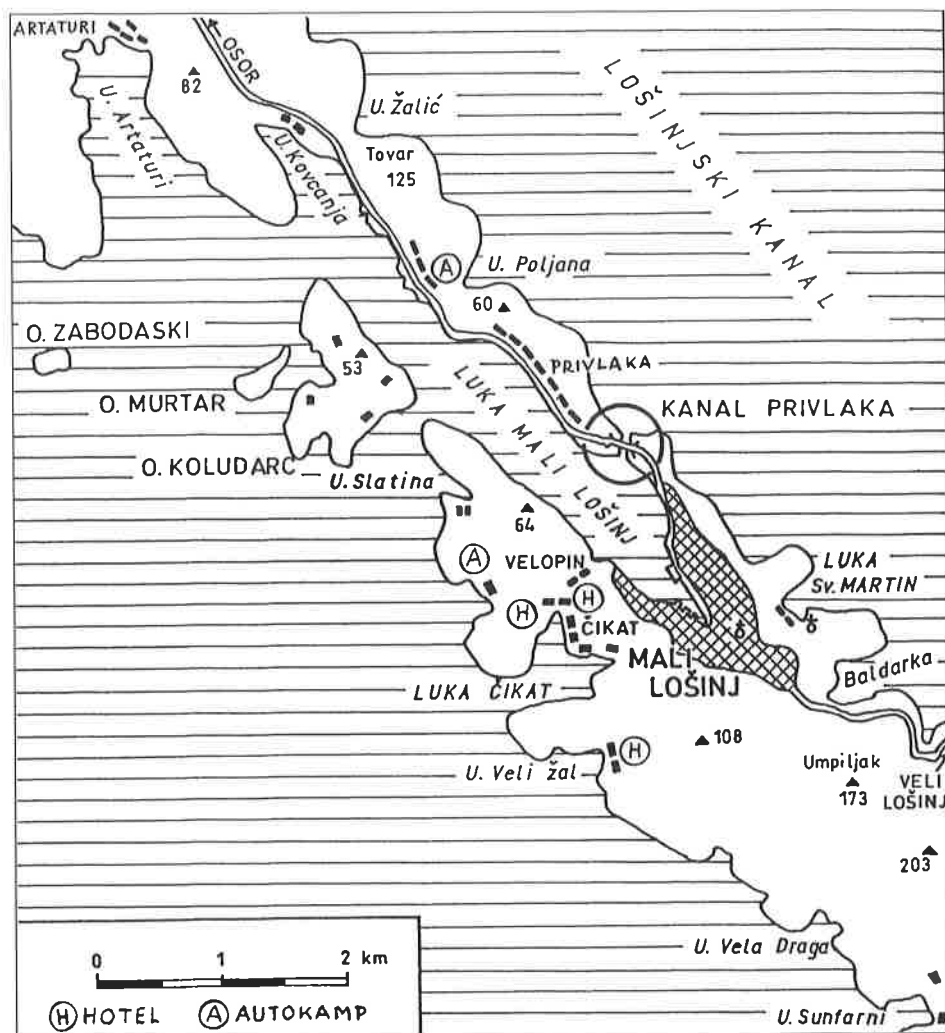 ARTATURI
OSOR
82
U. Artaturi
U. Kovčanja
U. Žalić
Tovar
125
LOŠINJSKI KANAL
A
U. Poljana
60
O. ZABODASKI
53
PRIVLAKA
O. MURTAR
LUKA MALI LOŠINJ
KANAL PRIVLAKA
O. KOLUDARC
U. Slatina
64
A
VELOPIN
LUKA
Sv. MARTIN
H
H
ČIKAT
MALI
LOŠINJ
Baldarka
LUKA ČIKAT
108
H
U. Veli žal
Umpiljak
173
VELI
LOŠINJ
203
U. Vela Draga
0 1 2 km
H HOTEL A AUTOKAMP
U. Sunfarni